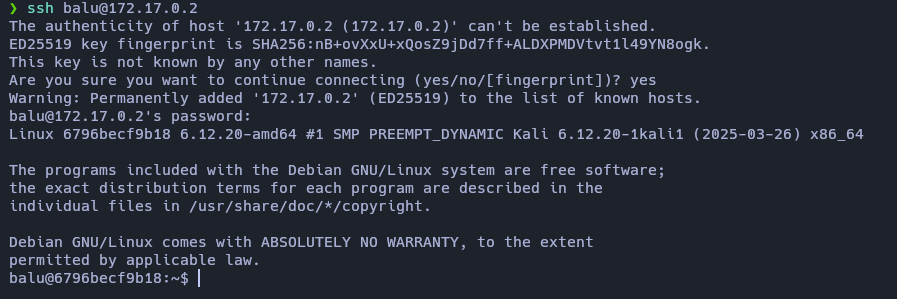 ❯ ssh balu@172.17.0.2
The authenticity of host '172.17.0.2 (172.17.0.2)' can't be established.
ED25519 key fingerprint is SHA256:nB+ovXxU+xQosZ9jDd7ff+ALDXPMDVtvt1l49YN8ogk.
This key is not known by any other names.
Are you sure you want to continue connecting (yes/no/[fingerprint])? yes
Warning: Permanently added '172.17.0.2' (ED25519) to the list of known hosts.
balu@172.17.0.2's password:
Linux 6796becf9b18 6.12.20-amd64 #1 SMP PREEMPT_DYNAMIC Kali 6.12.20-1kali1 (2025-03-26) x86_64

The programs included with the Debian GNU/Linux system are free software;
the exact distribution terms for each program are described in the
individual files in /usr/share/doc/*/copyright.

Debian GNU/Linux comes with ABSOLUTELY NO WARRANTY, to the extent
permitted by applicable law.
balu@6796becf9b18:~$